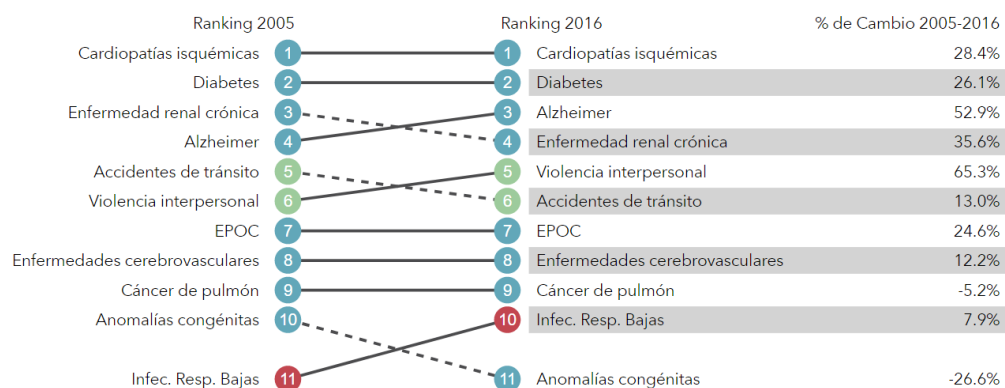 Ranking 2005 Ranking 2016 % de Cambio 2005-2016
Cardiopatías isquémicas 1 1 Cardiopatías isquémicas 28.4%
Diabetes 2 2 Diabetes 26.1%
Enfermedad renal crónica 3 3 Alzheimer 52.9%
Alzheimer 4 4 Enfermedad renal crónica 35.6%
Accidentes de tránsito 5 5 Violencia interpersonal 65.3%
Violencia interpersonal 6 6 Accidentes de tránsito 13.0%
EPOC 7 7 EPOC 24.6%
Enfermedades cerebrovasculares 8 8 Enfermedades cerebrovasculares 12.2%
Cáncer de pulmón 9 9 Cáncer de pulmón -5.2%
Anomalías congénitas 10 10 Infec. Resp. Bajas 7.9%
Infec. Resp. Bajas 11 11 Anomalías congénitas -26.6%